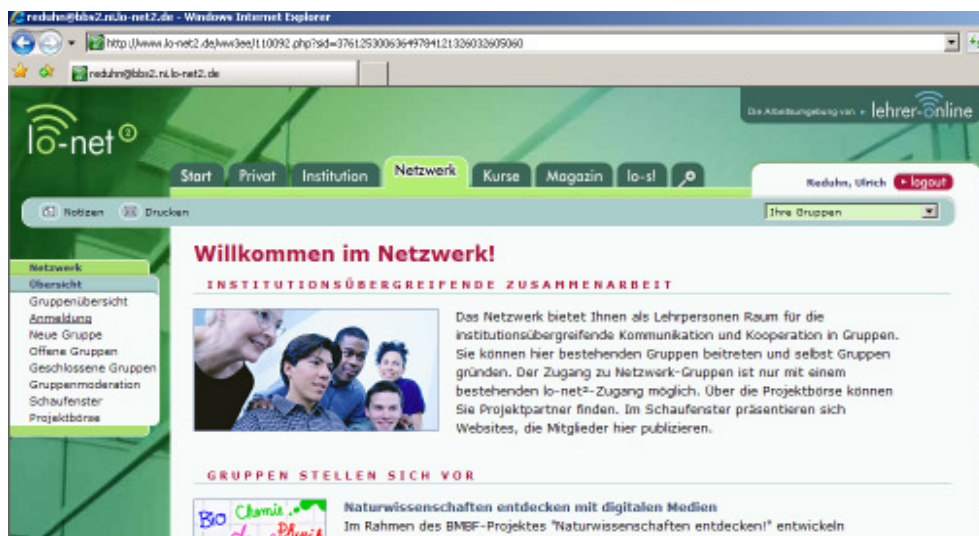 reduhn@bbs2.ni.lo-net2.de - Windows Internet Explorer
reduhn@bbs2.ni.lo-net2.de
Die Arbeitsumgebung von lehrer-online
lo-net²
Start Privat Institution Netzwerk Kurse Magazin lo-s!
Reduhn, Ulrich logout
Notizen Drucken
Ihre Gruppen
Netzwerk
Übersicht
Gruppenübersicht
Anmeldung
Neue Gruppe
Offene Gruppen
Geschlossene Gruppen
Gruppenmoderation
Schaufenster
Projektbörse
Willkommen im Netzwerk!
INSTITUTIONSÜBERGREIFENDE ZUSAMMENARBEIT
Das Netzwerk bietet Ihnen als Lehrpersonen Raum für die
institutionsübergreifende Kommunikation und Kooperation in Gruppen.
Sie können hier bestehenden Gruppen beitreten und selbst Gruppen
gründen. Der Zugang zu Netzwerk-Gruppen ist nur mit einem
bestehenden lo-net²-Zugang möglich. Über die Projektbörse können
Sie Projektpartner finden. Im Schaufenster präsentieren sich
Websites, die Mitglieder hier publizieren.
GRUPPEN STELLEN SICH VOR
Bio Chemie
Physik
Naturwissenschaften entdecken mit digitalen Medien
Im Rahmen des BMBF-Projektes "Naturwissenschaften entdecken!" entwickeln